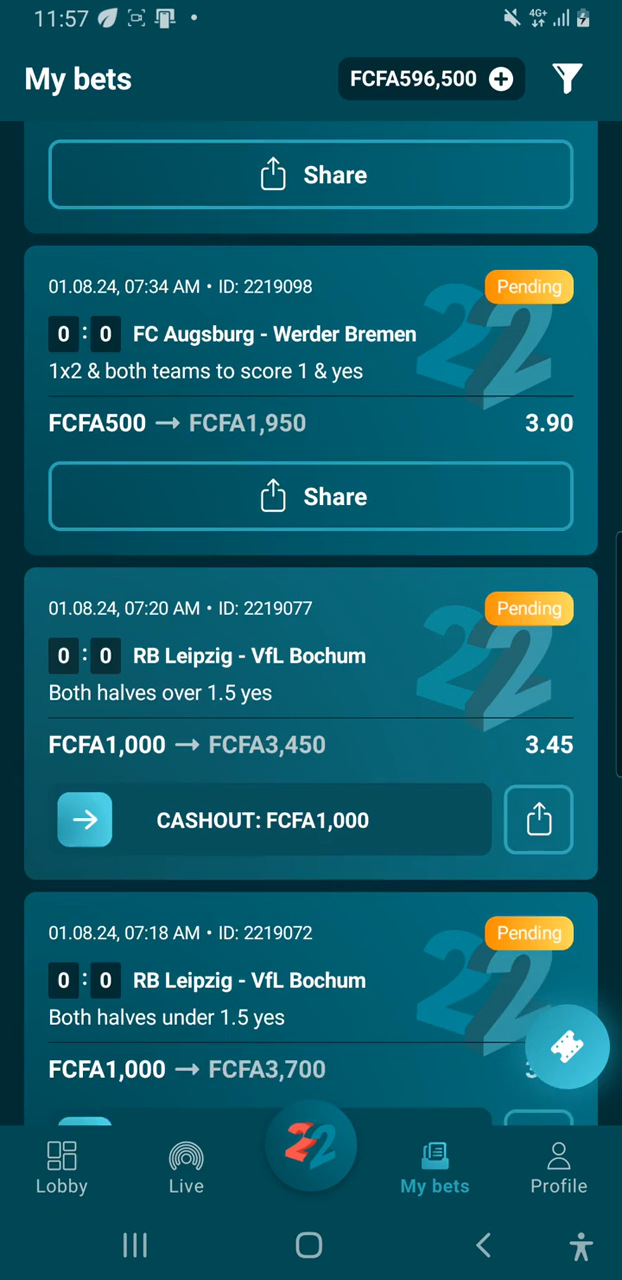 11:57
4G+
My bets
FCFA596,500
Share
01.08.24, 07:34 AM • ID: 2219098
Pending
0 : 0 FC Augsburg - Werder Bremen
1x2 & both teams to score 1 & yes
FCFA500 → FCFA1,950
3.90
Share
01.08.24, 07:20 AM • ID: 2219077
Pending
0 : 0 RB Leipzig - VfL Bochum
Both halves over 1.5 yes
FCFA1,000 → FCFA3,450
3.45
→ CASHOUT: FCFA1,000
01.08.24, 07:18 AM • ID: 2219072
Pending
0 : 0 RB Leipzig - VfL Bochum
Both halves under 1.5 yes
FCFA1,000 → FCFA3,700
22
Lobby
Live
My bets
Profile